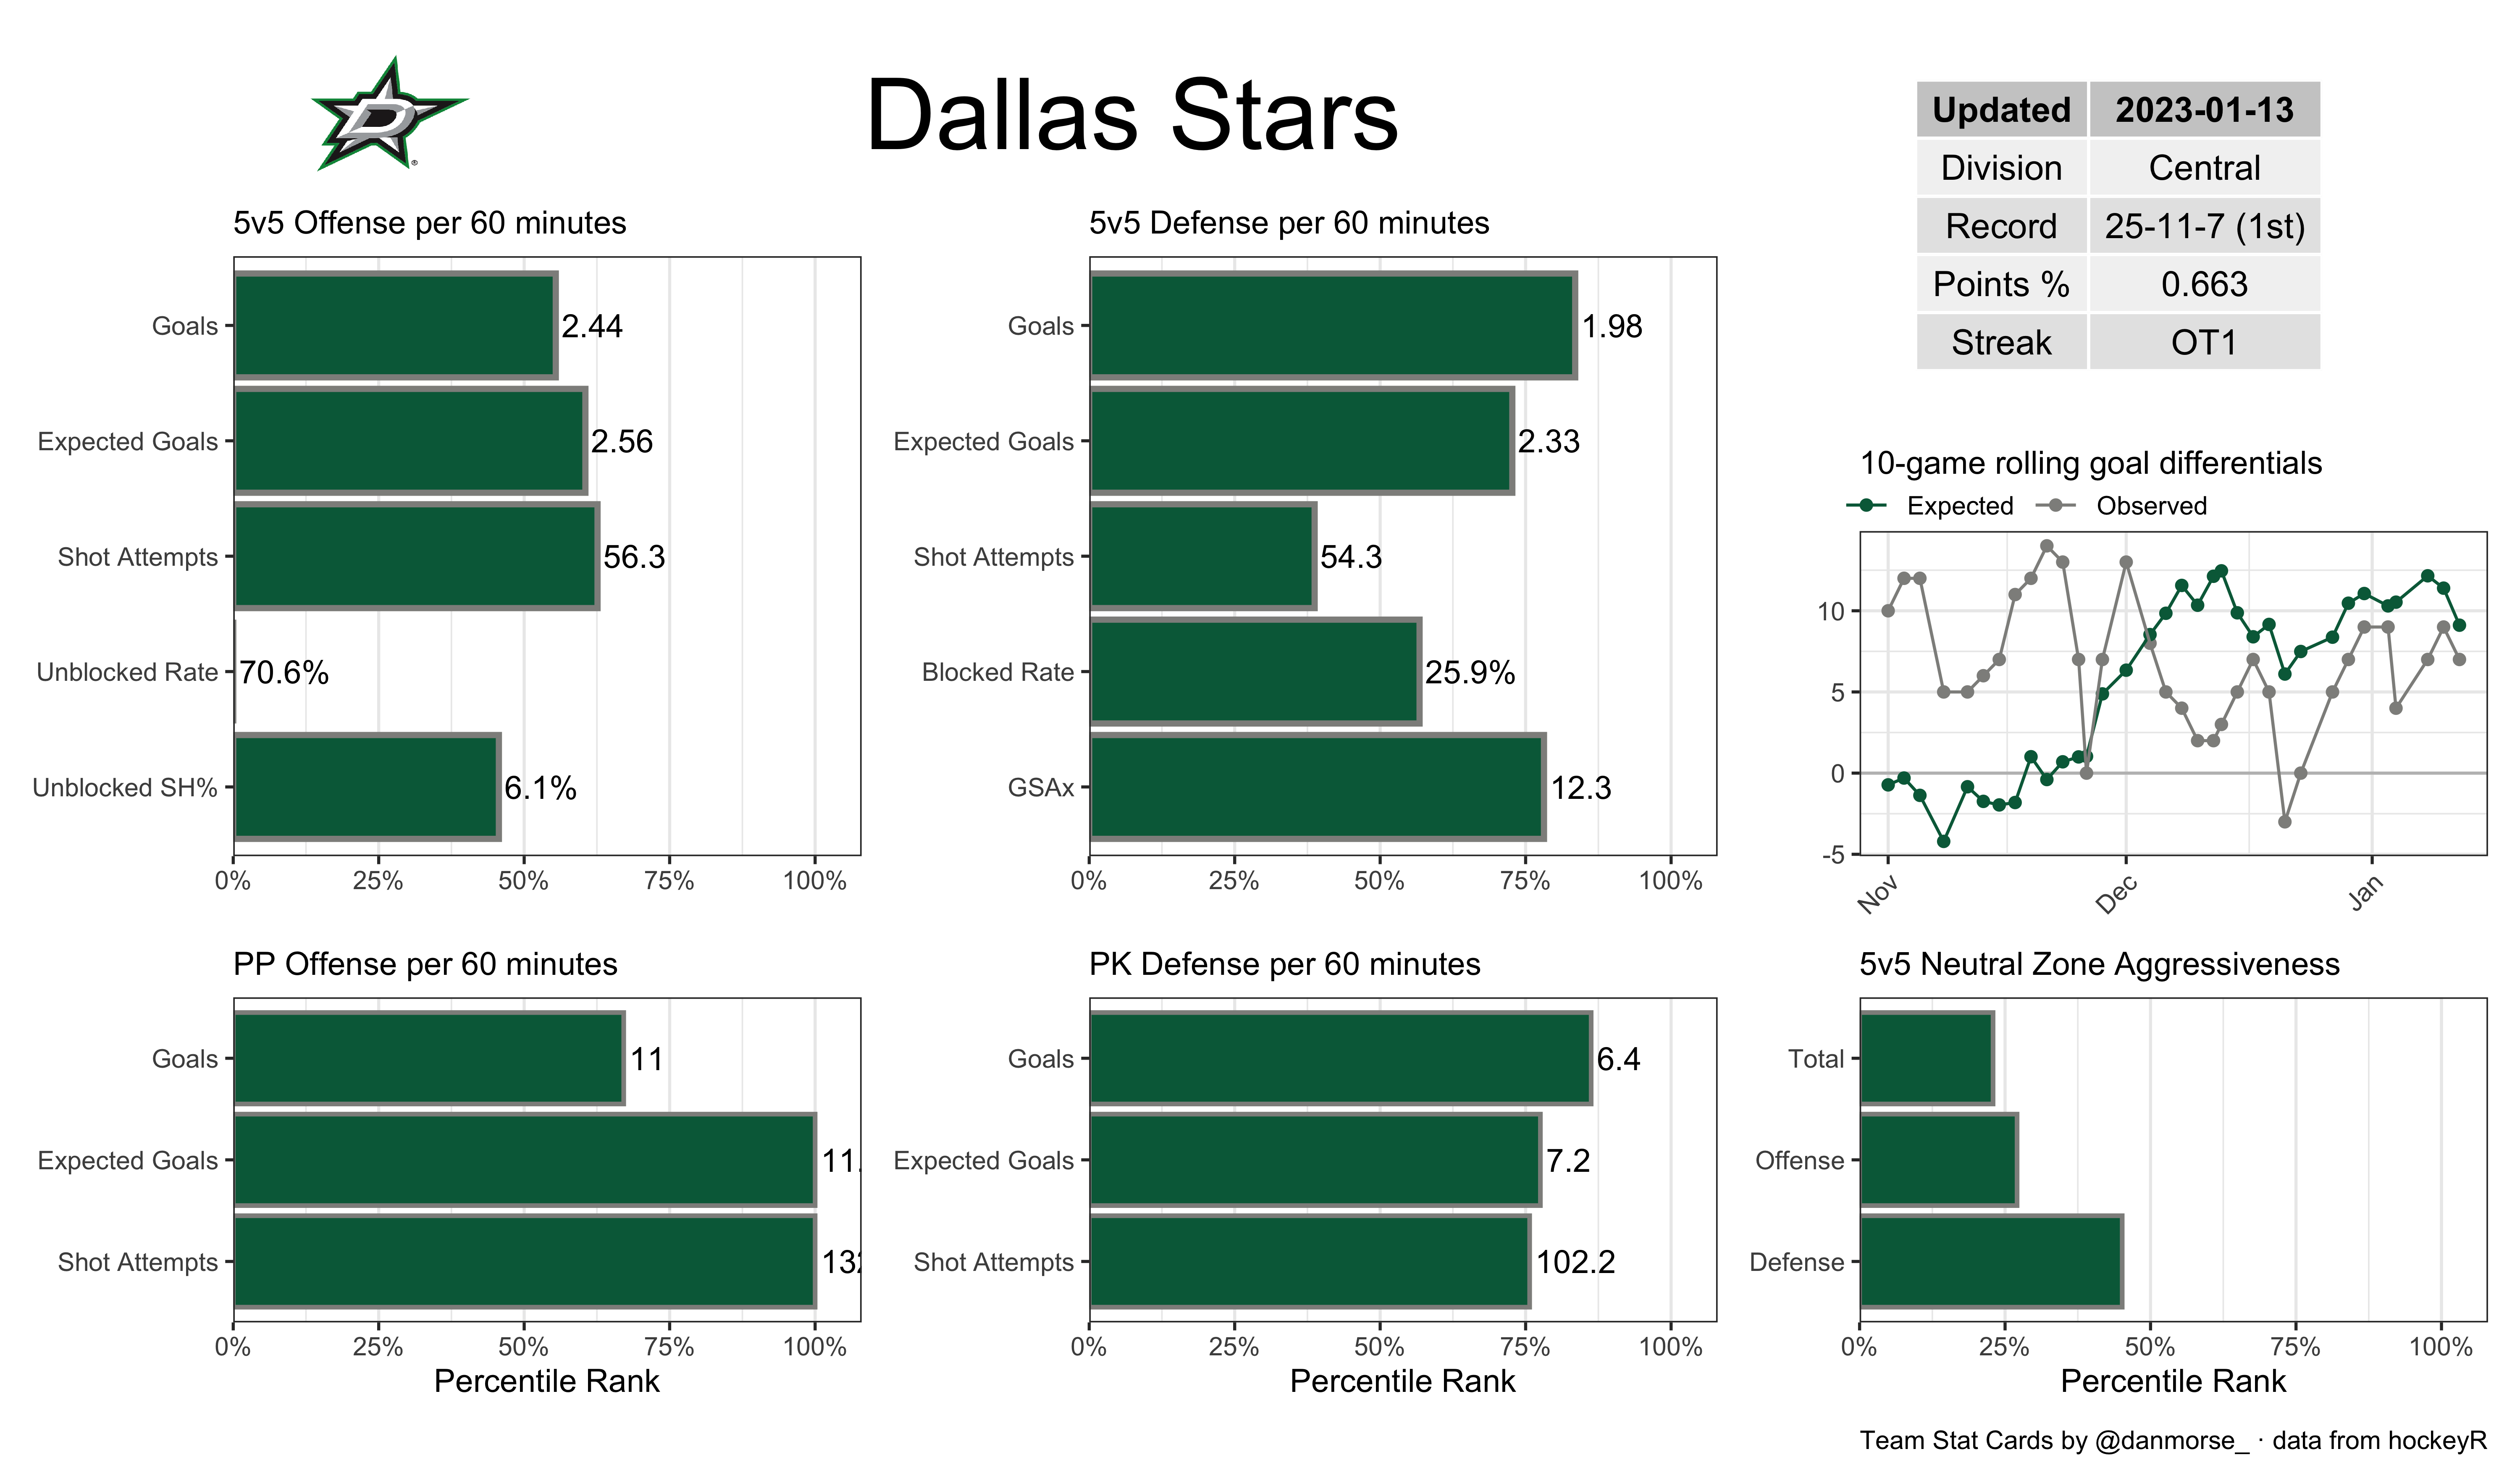 Dallas Stars
Updated 2023-01-13
Division Central
Record 25-11-7 (1st)
Points % 0.663
Streak OT1
5v5 Offense per 60 minutes
Goals 2.44
Expected Goals 2.56
Shot Attempts 56.3
Unblocked Rate 70.6%
Unblocked SH% 6.1%
0% 25% 50% 75% 100%
5v5 Defense per 60 minutes
Goals 1.98
Expected Goals 2.33
Shot Attempts 54.3
Blocked Rate 25.9%
GSAx 12.3
0% 25% 50% 75% 100%
10-game rolling goal differentials
Expected Observed
10
5
0
-5
Nov Dec Jan
PP Offense per 60 minutes
Goals 11
Expected Goals 11.
Shot Attempts
0% 25% 50% 75% 100%
Percentile Rank
PK Defense per 60 minutes
Goals 6.4
Expected Goals 7.2
Shot Attempts 102.2
0% 25% 50% 75% 100%
Percentile Rank
5v5 Neutral Zone Aggressiveness
Total
Offense
Defense
0% 25% 50% 75% 100%
Percentile Rank
Team Stat Cards by @danmorse_ · data from hockeyR